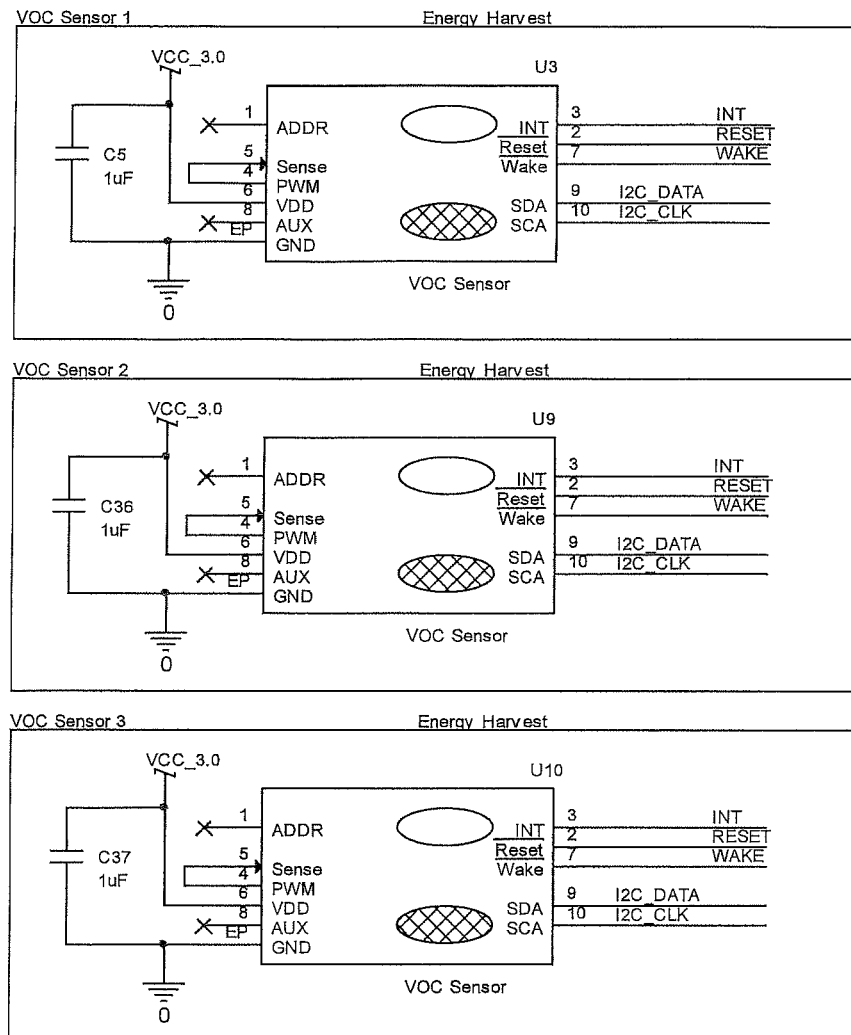 VOC Sensor 1 Energy Harvest
VCC_3.0
U3
C5
1uF
1 ADDR
5 Sense
4 PWM
6 VDD
8 AUX
EP GND
INT 3 INT
Reset 2 RESET
Wake 7 WAKE
SDA 9 I2C_DATA
SCA 10 I2C_CLK
VOC Sensor
0
VOC Sensor 2 Energy Harvest
VCC_3.0
U9
C36
1uF
1 ADDR
5 Sense
4 PWM
6 VDD
8 AUX
EP GND
INT 3 INT
Reset 2 RESET
Wake 7 WAKE
SDA 9 I2C_DATA
SCA 10 I2C_CLK
VOC Sensor
0
VOC Sensor 3 Energy Harvest
VCC_3.0
U10
C37
1uF
1 ADDR
5 Sense
4 PWM
6 VDD
8 AUX
EP GND
INT 3 INT
Reset 2 RESET
Wake 7 WAKE
SDA 9 I2C_DATA
SCA 10 I2C_CLK
VOC Sensor
0